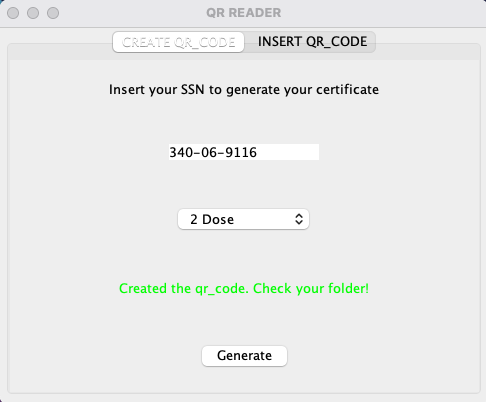 QR READER
CREATE QR_CODE INSERT QR_CODE
Insert your SSN to generate your certificate
340-06-9116
2 Dose
Created the qr_code. Check your folder!
Generate